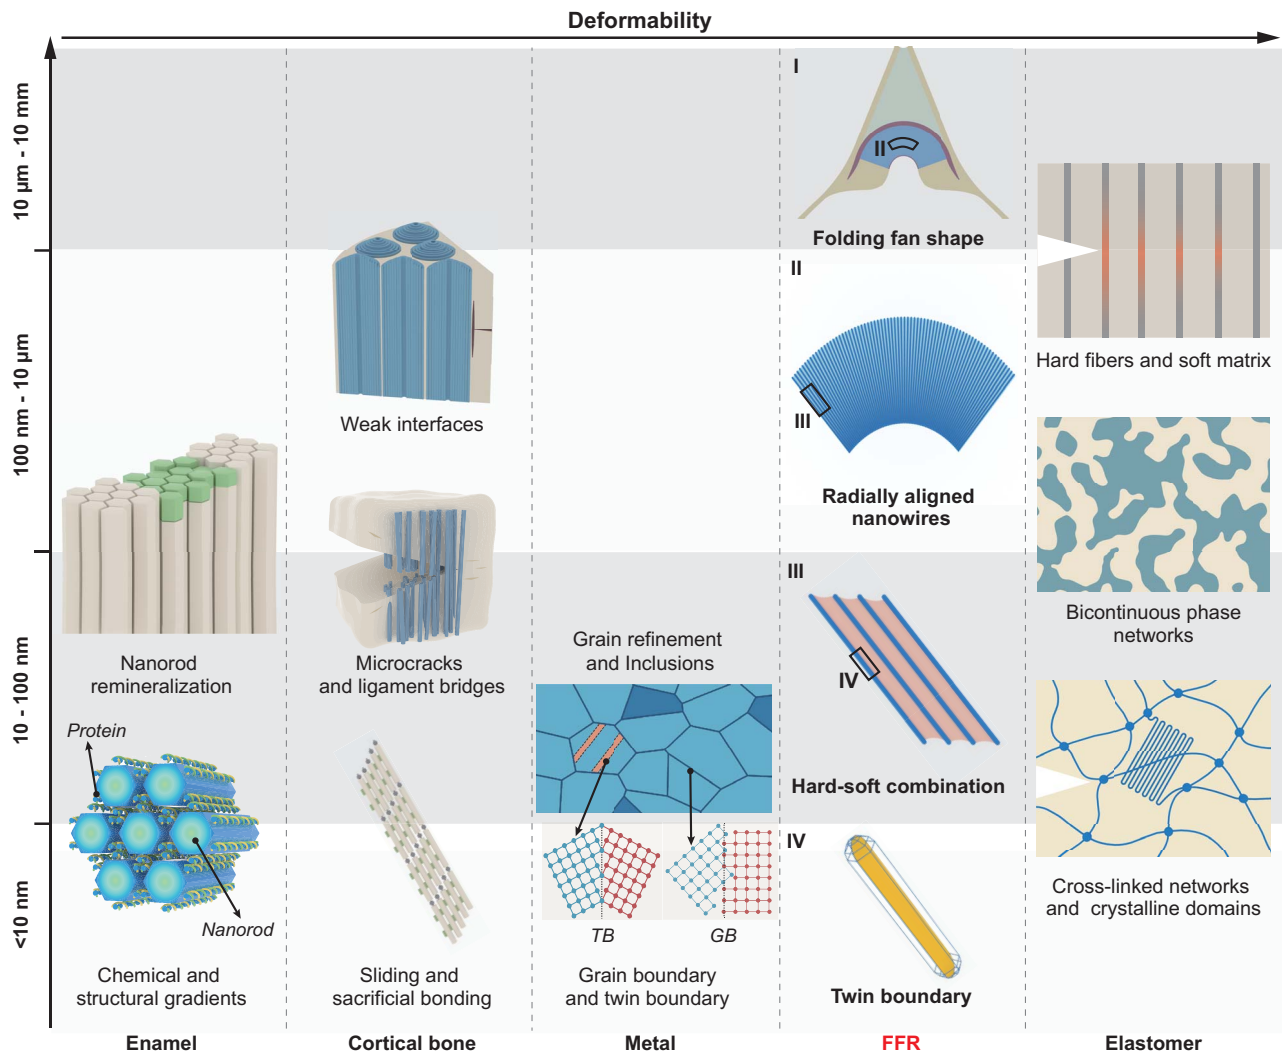 Deformability
10 µm - 10 mm
100 nm - 10 µm
10 - 100 nm
<10 nm
Nanorod
remineralization
Protein
Nanorod
Chemical and
structural gradients
Enamel
Weak interfaces
Microcracks
and ligament bridges
Sliding and
sacrificial bonding
Cortical bone
Grain refinement
and Inclusions
TB
GB
Grain boundary
and twin boundary
Metal
I
II
Folding fan shape
II
III
Radially aligned
nanowires
III
IV
Hard-soft combination
IV
Twin boundary
FFR
Hard fibers and soft matrix
Bicontinuous phase
networks
Cross-linked networks
and crystalline domains
Elastomer